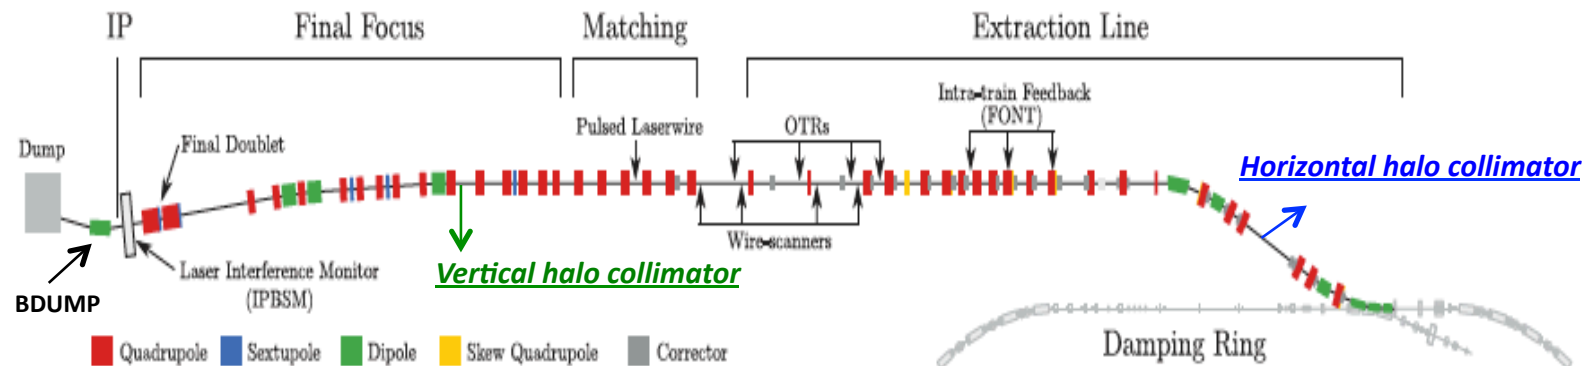 IP
Final Focus
Matching
Extraction Line
Intra-train Feedback
(FONT)
Pulsed Laserwire
OTRs
Final Doublet
Dump
Horizontal halo collimator
Wire-scanners
Laser Interference Monitor
(IPBSM)
Vertical halo collimator
BDUMP
Quadrupole
Sextupole
Dipole
Skew Quadrupole
Corrector
Damping Ring